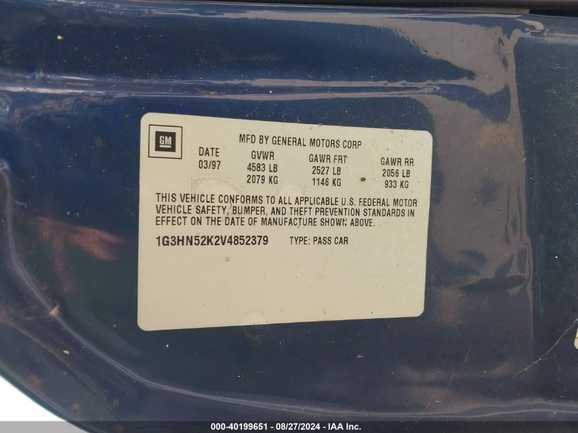 GM
MFD BY GENERAL MOTORS CORP
DATE GVWR GAWR FRT GAWR RR
03/97 4583 LB 2527 LB 2056 LB
2079 KG 1146 KG 933 KG
THIS VEHICLE CONFORMS TO ALL APPLICABLE U.S. FEDERAL MOTOR
VEHICLE SAFETY, BUMPER, AND THEFT PREVENTION STANDARDS IN
EFFECT ON THE DATE OF MANUFACTURE SHOWN ABOVE.
1G3HN52K2V4852379 TYPE: PASS CAR
000-40199651 - 08/27/2024 - IAA Inc.